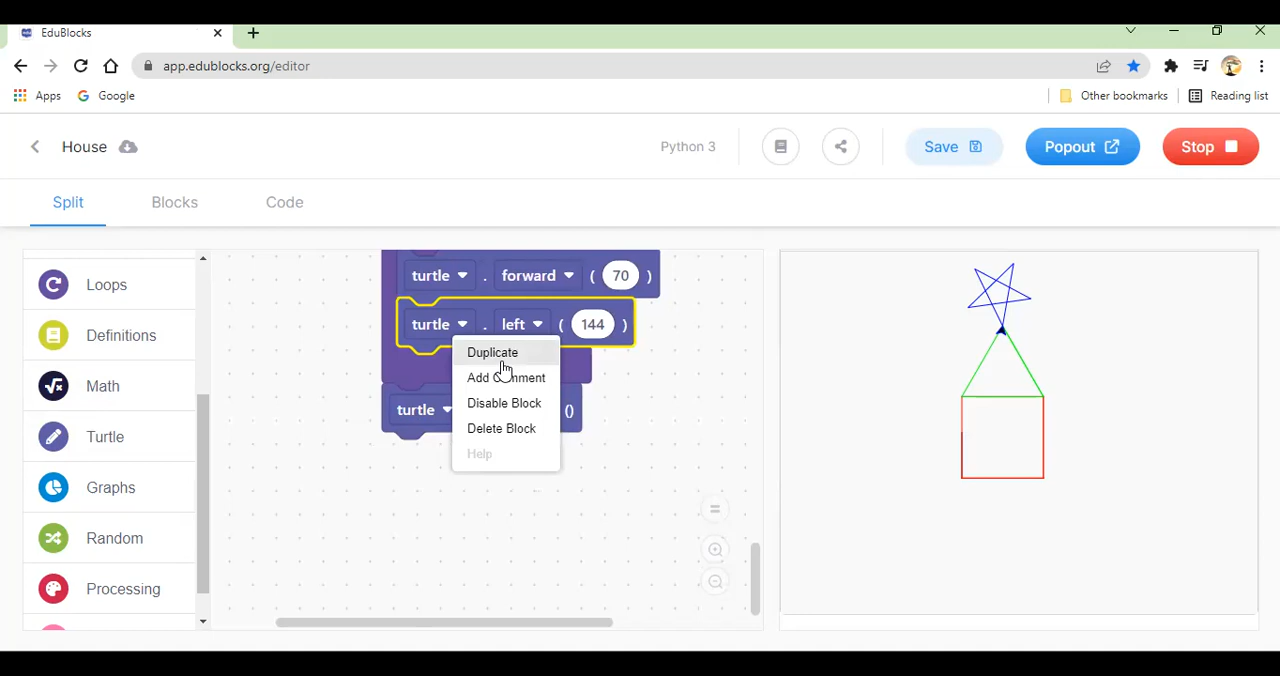 EduBlocks
app.edublocks.org/editor
Apps
Google
Other bookmarks
Reading list
House
Python 3
Save
Popout
Stop
Split
Blocks
Code
Loops
Definitions
Math
Turtle
Graphs
Random
Processing
turtle . forward ( 70 )
turtle . left ( 144 )
turtle ()
Duplicate
Add Comment
Disable Block
Delete Block
Help